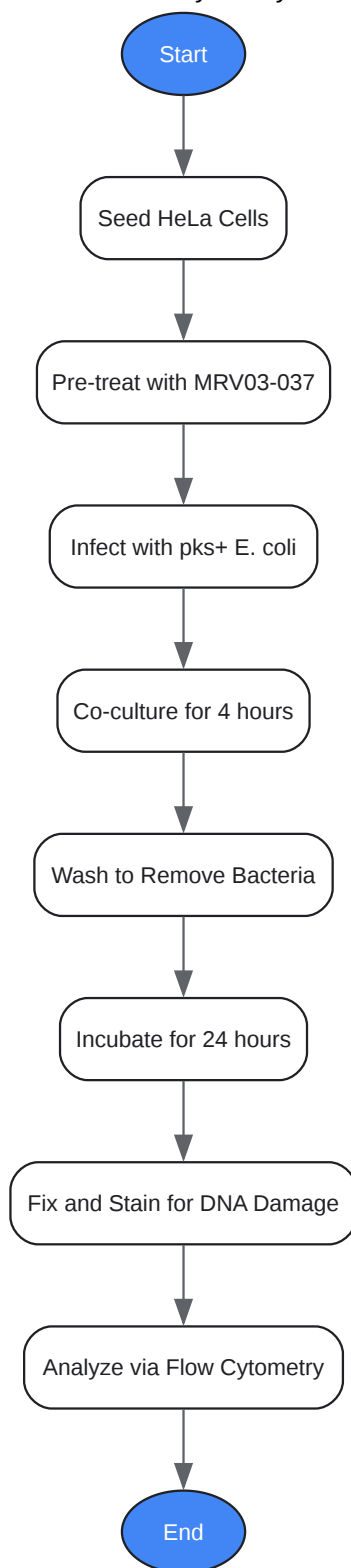 Start
Seed HeLa Cells
Pre-treat with MRV03-037
Infect with pks+ E. coli
Co-culture for 4 hours
Wash to Remove Bacteria
Incubate for 24 hours
Fix and Stain for DNA Damage
Analyze via Flow Cytometry
End